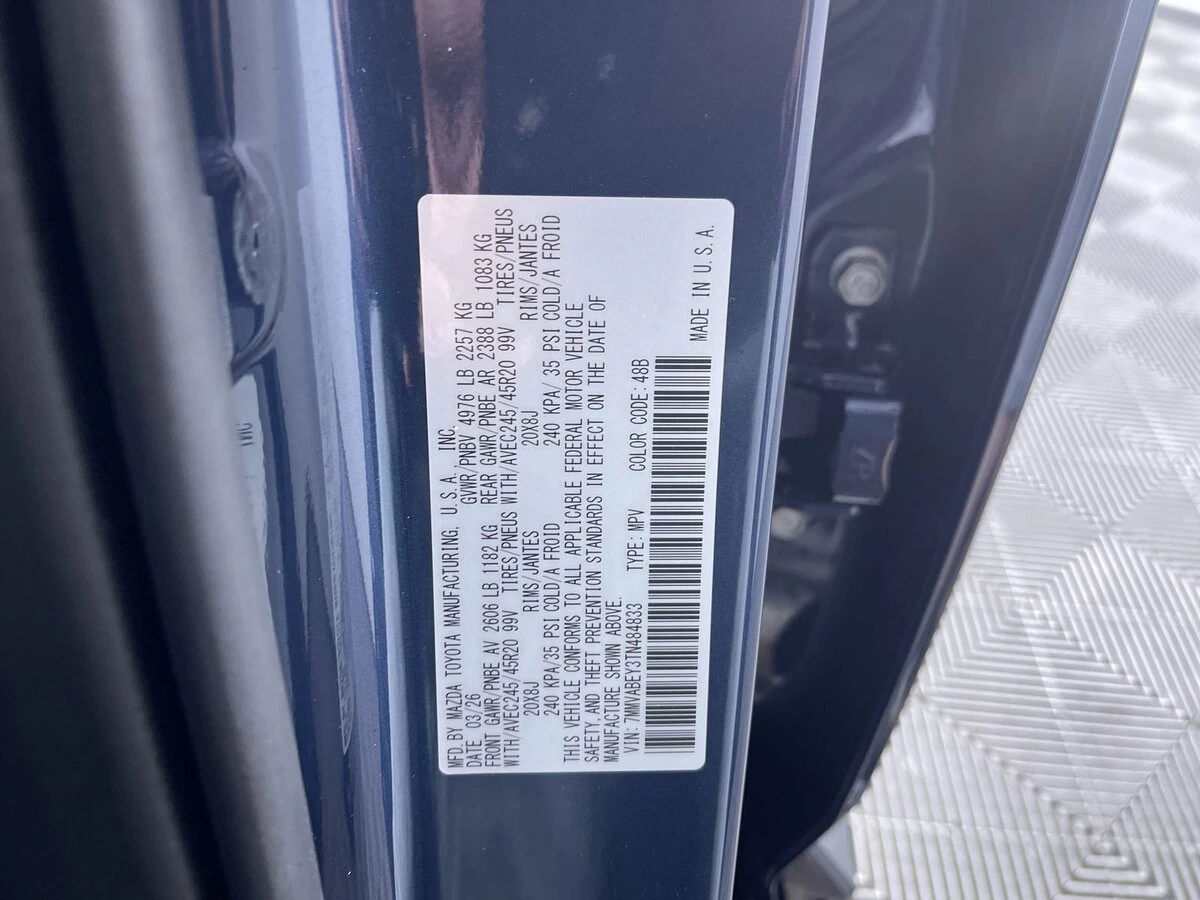 MFD. BY MAZDA TOYOTA MANUFACTURING, U.S.A., INC.
DATE 03/26 GVWR/PNBV 4976 LB 2257 KG
FRONT GAWR/PNBE AV 2606 LB 1182 KG REAR GAWR/PNBE AR 2388 LB 1083 KG
WITH/AVEC245/45R20 99V TIRES/PNEUS WITH/AVEC245/45R20 99V TIRES/PNEUS
20X8J RIMS/JANTES 20X8J RIMS/JANTES
240 KPA/35 PSI COLD/A FROID 240 KPA/ 35 PSI COLD/A FROID
THIS VEHICLE CONFORMS TO ALL APPLICABLE FEDERAL MOTOR VEHICLE
SAFETY, AND THEFT PREVENTION STANDARDS IN EFFECT ON THE DATE OF
MANUFACTURE SHOWN ABOVE.
VIN: 7MMVABEY3TN484833 TYPE: MPV COLOR CODE: 48B
MADE IN U.S.A.